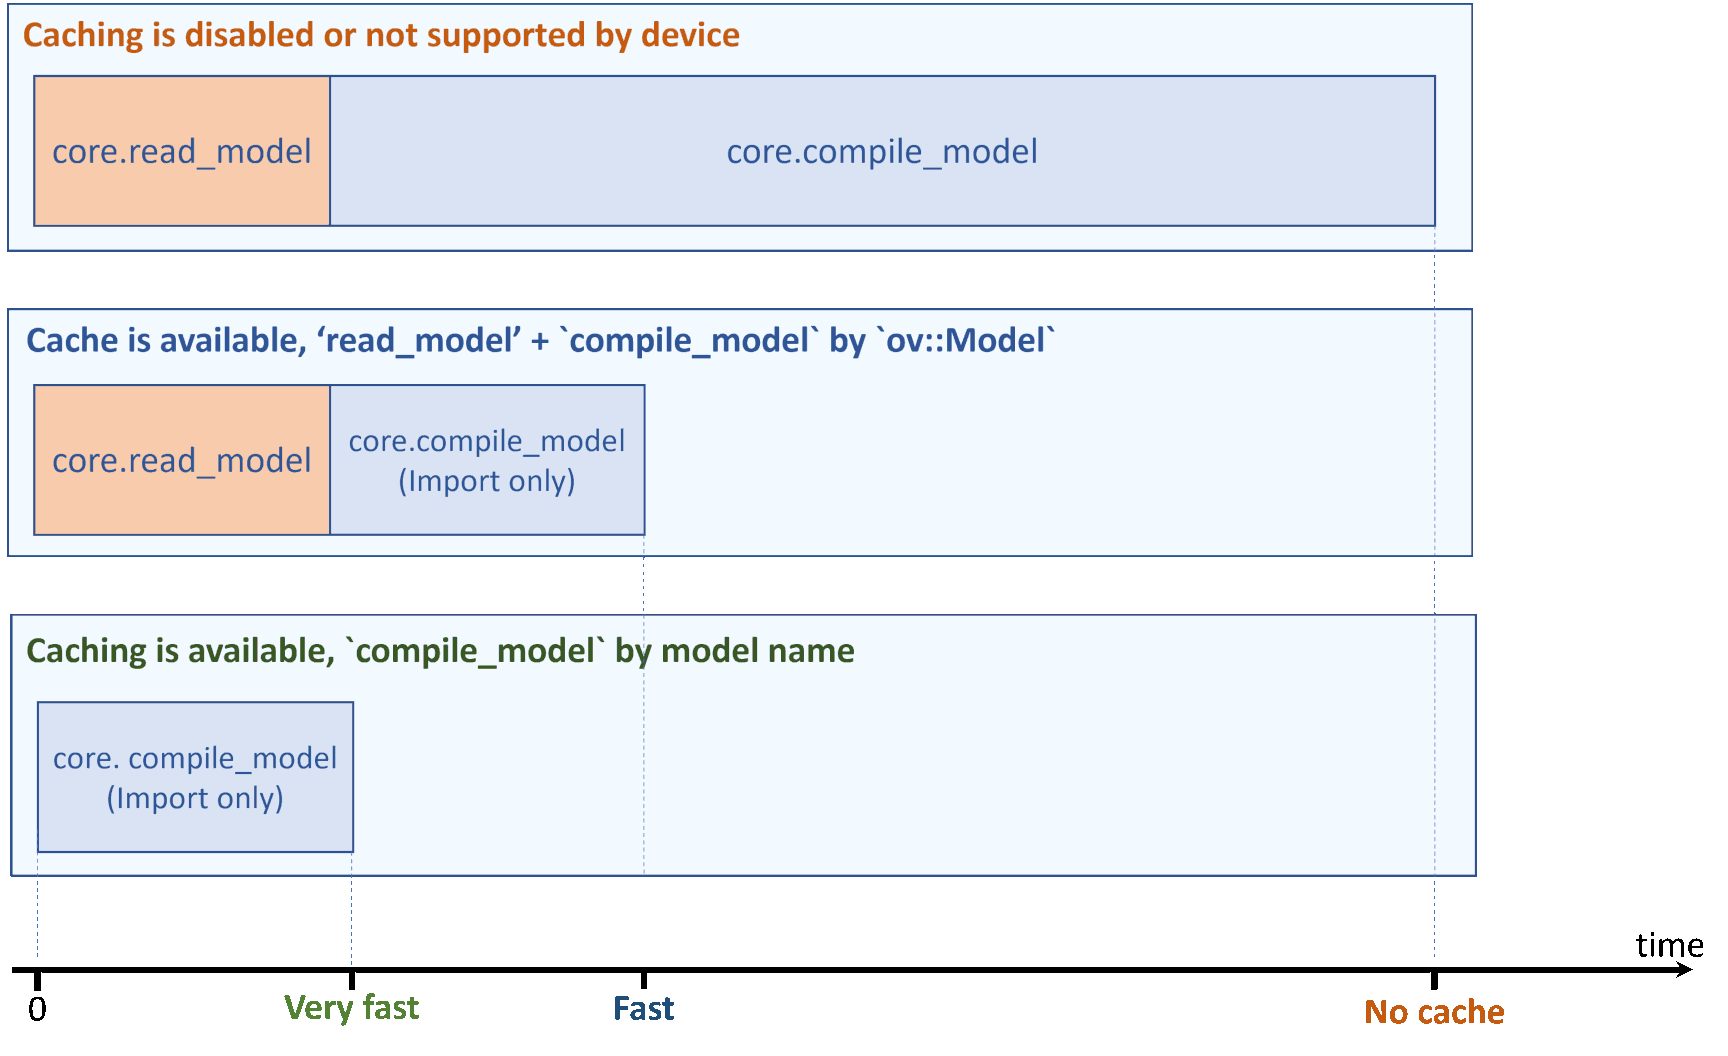 Caching is disabled or not supported by device
core.read_model
core.compile_model
Cache is available, ‘read_model’ + `compile_model` by `ov::Model`
core.read_model
core.compile_model
(Import only)
Caching is available, `compile_model` by model name
core. compile_model
(Import only)
time
0
Very fast
Fast
No cache